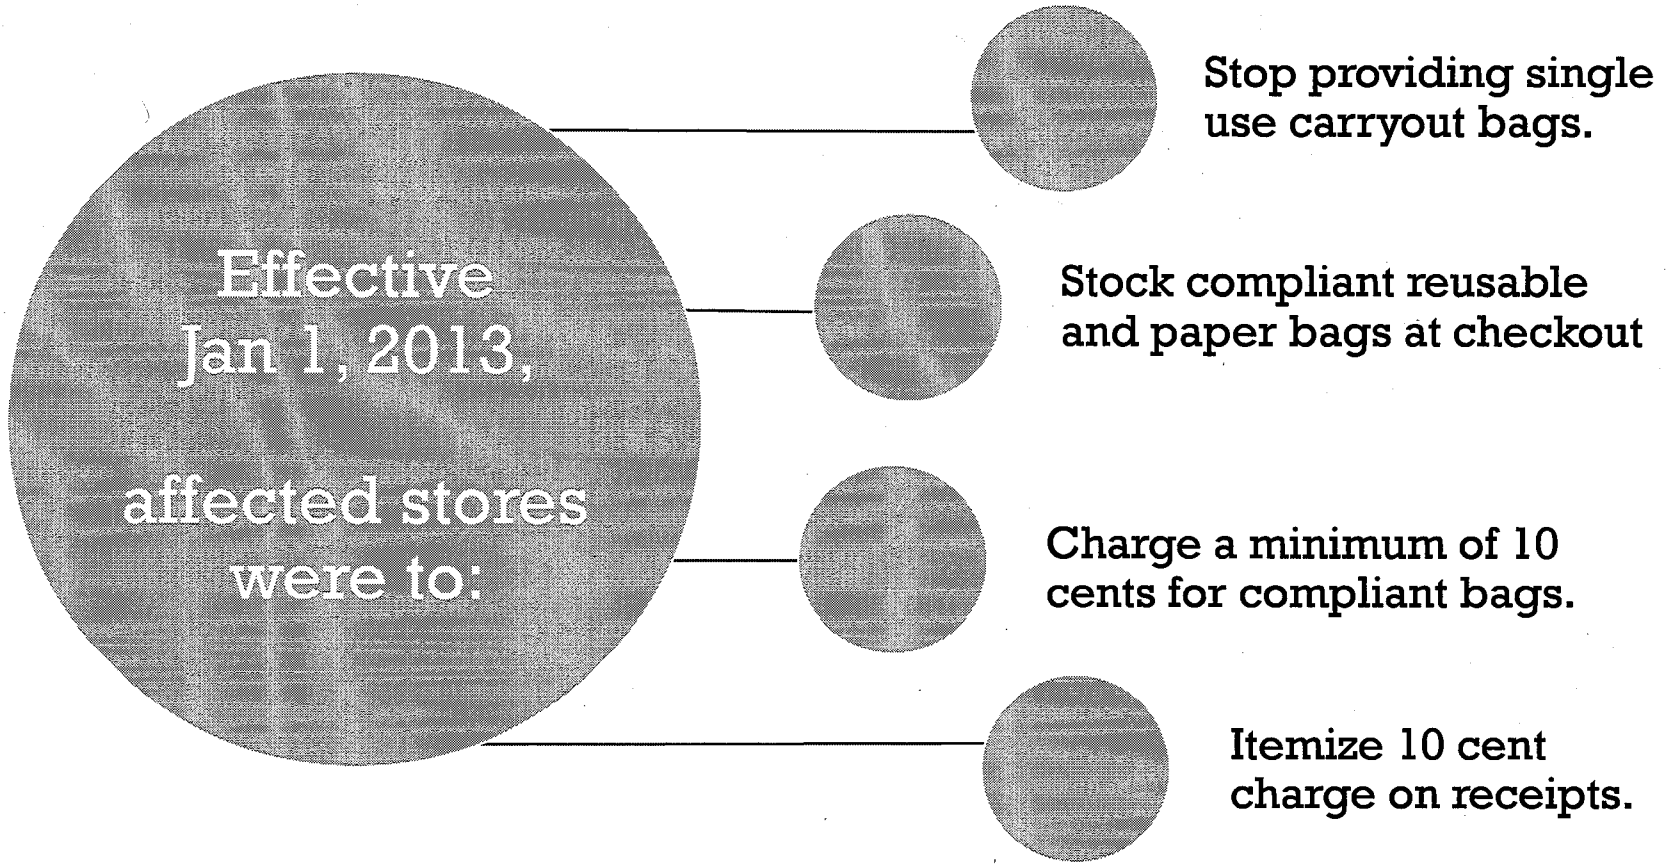 Effective
Jan 1, 2013,
affected stores
were to:
Stop providing single
use carryout bags.
Stock compliant reusable
and paper bags at checkout
Charge a minimum of 10
cents for compliant bags.
Itemize 10 cent
charge on receipts.